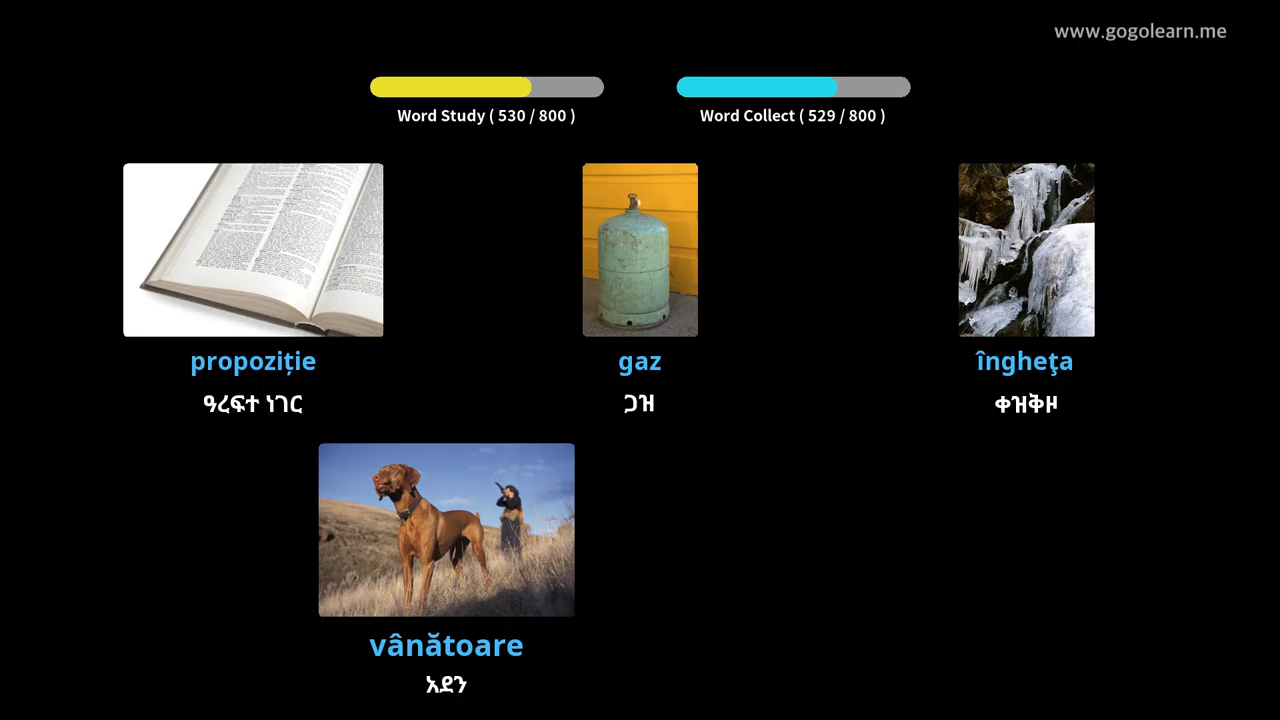 www.gogolearn.me
Word Study ( 530 / 800 )
Word Collect ( 529 / 800 )
propoziție
gaz
îngheţa
ዓረፍተ ነገር
ጋዝ
ቀዝቅዞ
vânătoare
አደን